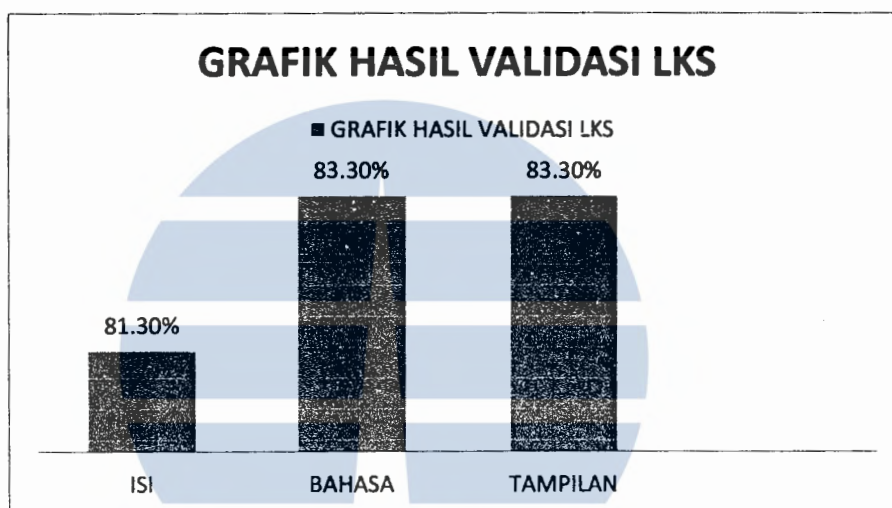 GRAFIK HASIL VALIDASI LKS
GRAFIK HASIL VALIDASI LKS
83.30% 83.30%
81.30%
ISI BAHASA TAMPILAN